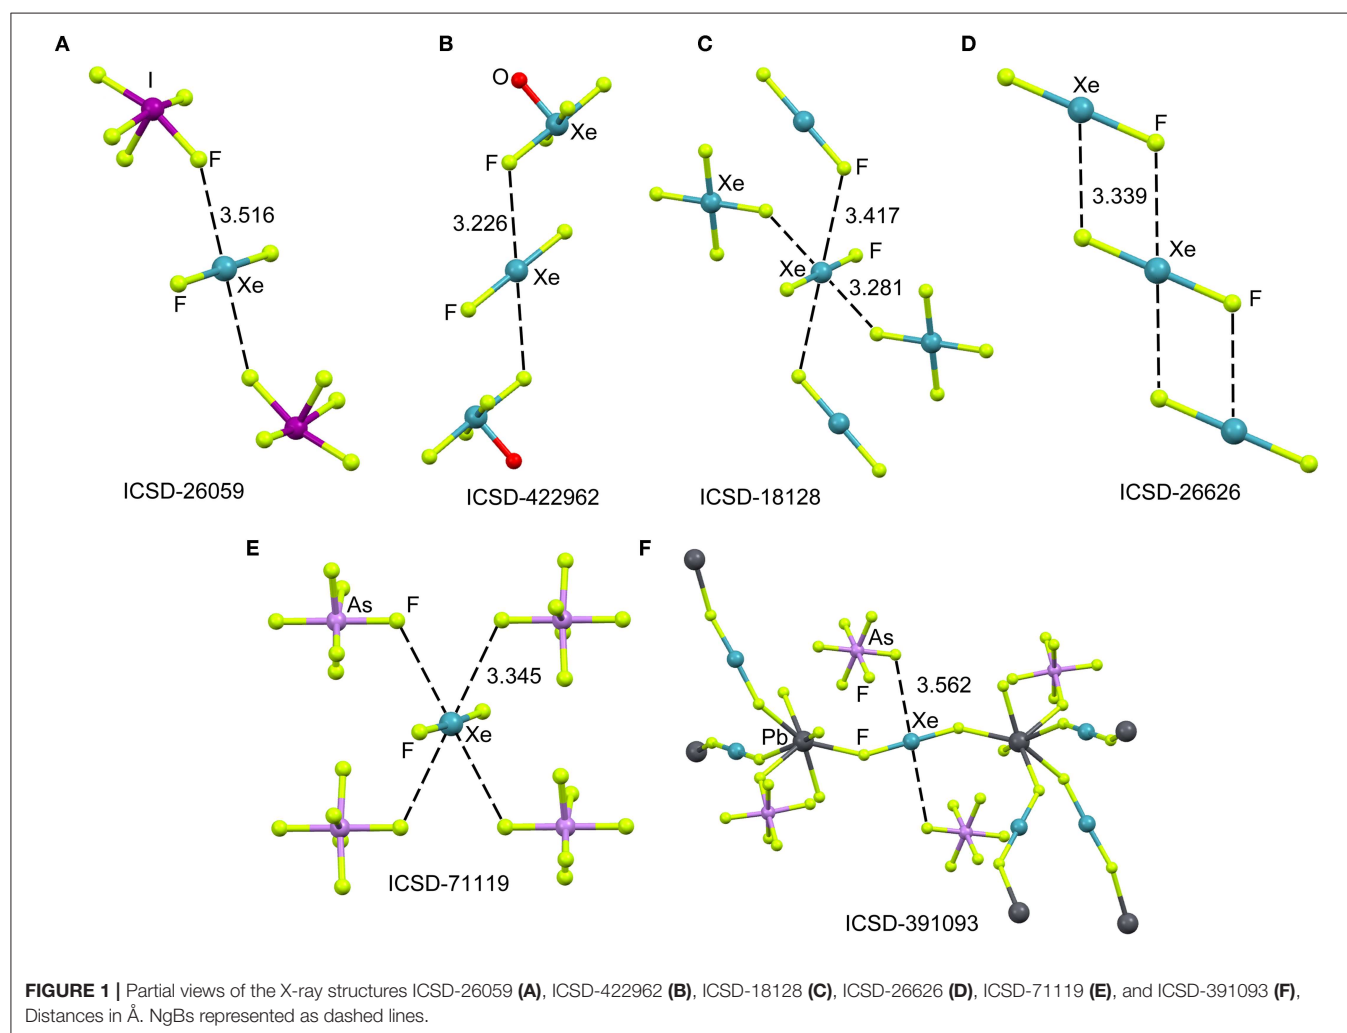 A
I
F
3.516
F
Xe
ICSD-26059
B
O
Xe
F
3.226
Xe
F
ICSD-422962
C
F
Xe
3.417
F
Xe
3.281
ICSD-18128
D
Xe
F
3.339
Xe
F
ICSD-26626
E
As
F
3.345
F
Xe
ICSD-71119
F
As
F
3.562
Xe
Pb
F
ICSD-391093
FIGURE 1 | Partial views of the X-ray structures ICSD-26059 (A), ICSD-422962 (B), ICSD-18128 (C), ICSD-26626 (D), ICSD-71119 (E), and ICSD-391093 (F),
Distances in Å. NgBs represented as dashed lines.